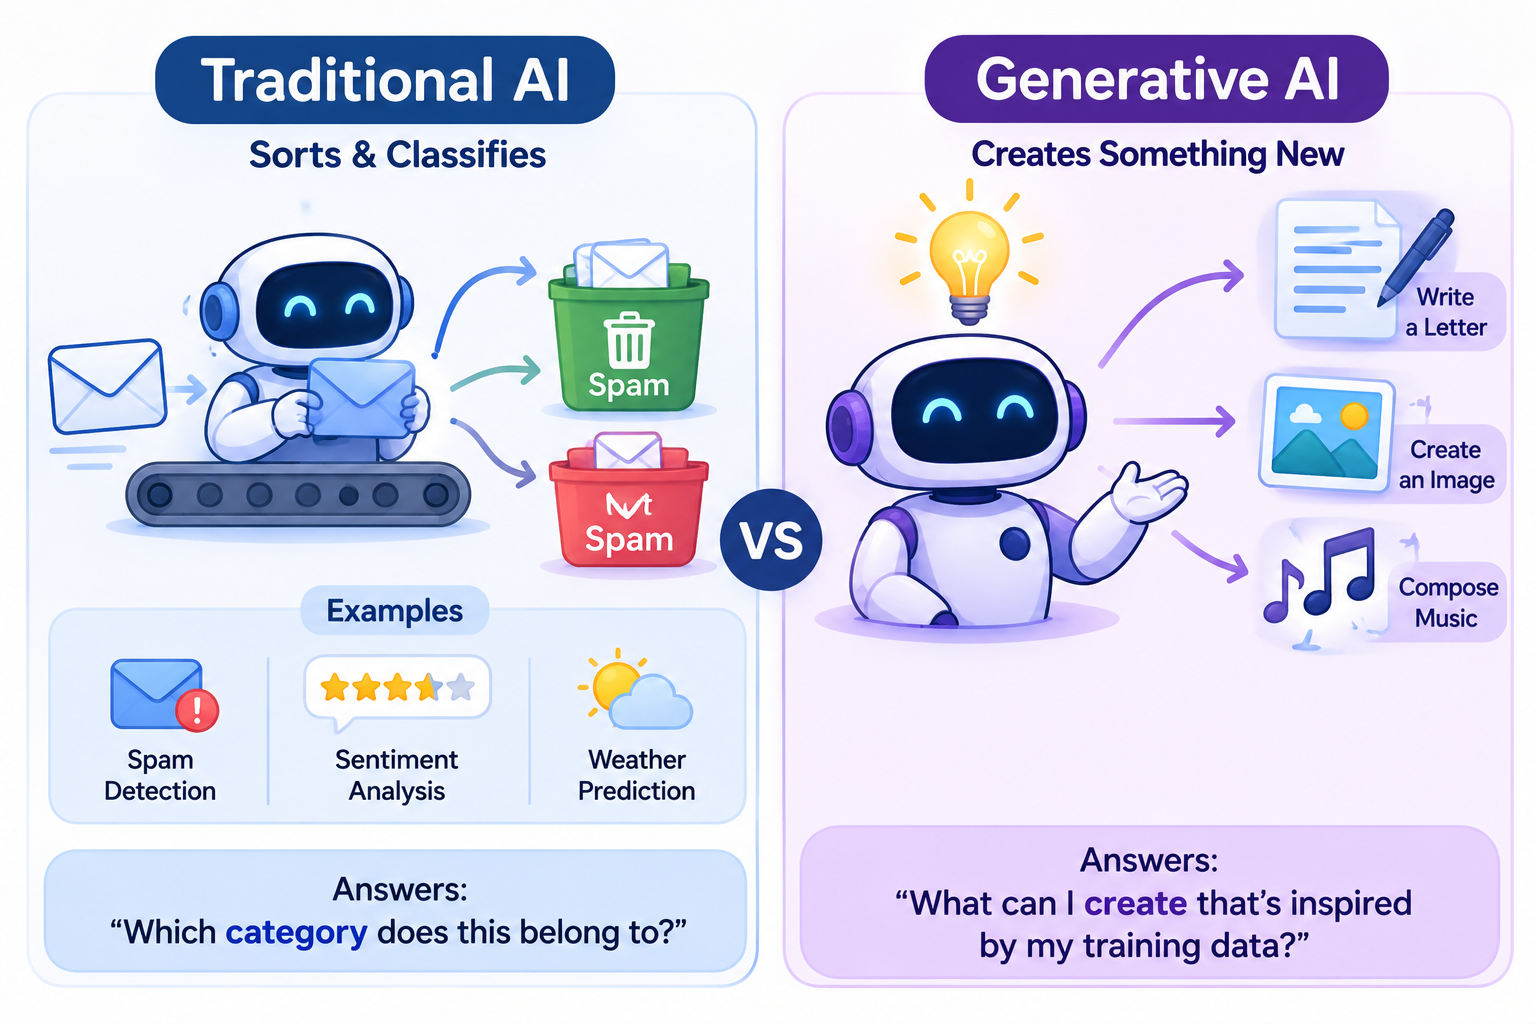 Traditional AI
Sorts & Classifies
Spam
Spam
Examples
Spam
Detection
Sentiment
Analysis
Weather
Prediction
Answers:
“Which category does this belong to?”
VS
Generative AI
Creates Something New
Write
a Letter
Create
an Image
Compose
Music
Answers:
“What can I create that’s inspired
by my training data?”